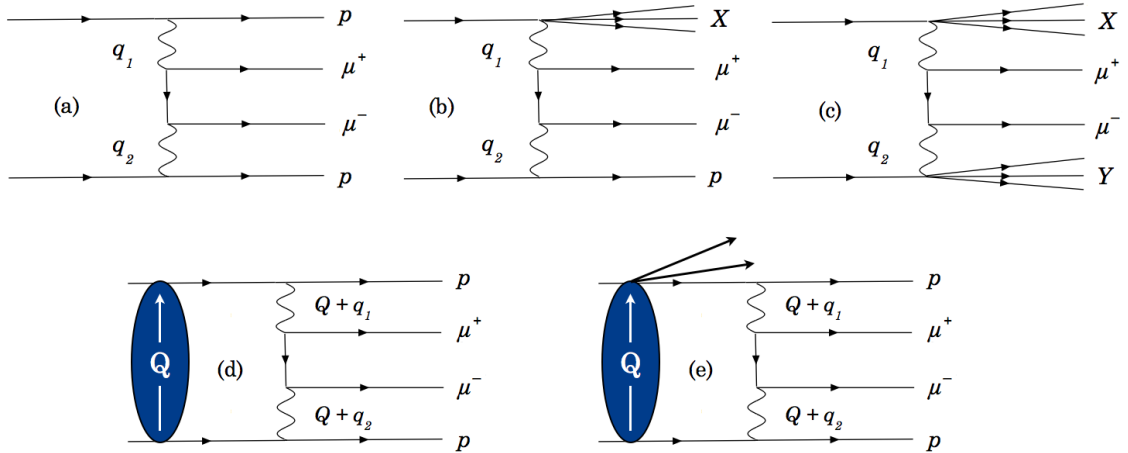 p
q₁
μ⁺
(a)
μ⁻
q₂
p
X
q₁
μ⁺
(b)
μ⁻
q₂
p
X
q₁
μ⁺
(c)
μ⁻
q₂
Y
p
Q + q₁
μ⁺
Q
(d)
μ⁻
Q + q₂
p
p
Q + q₁
μ⁺
Q
(e)
μ⁻
Q + q₂
p